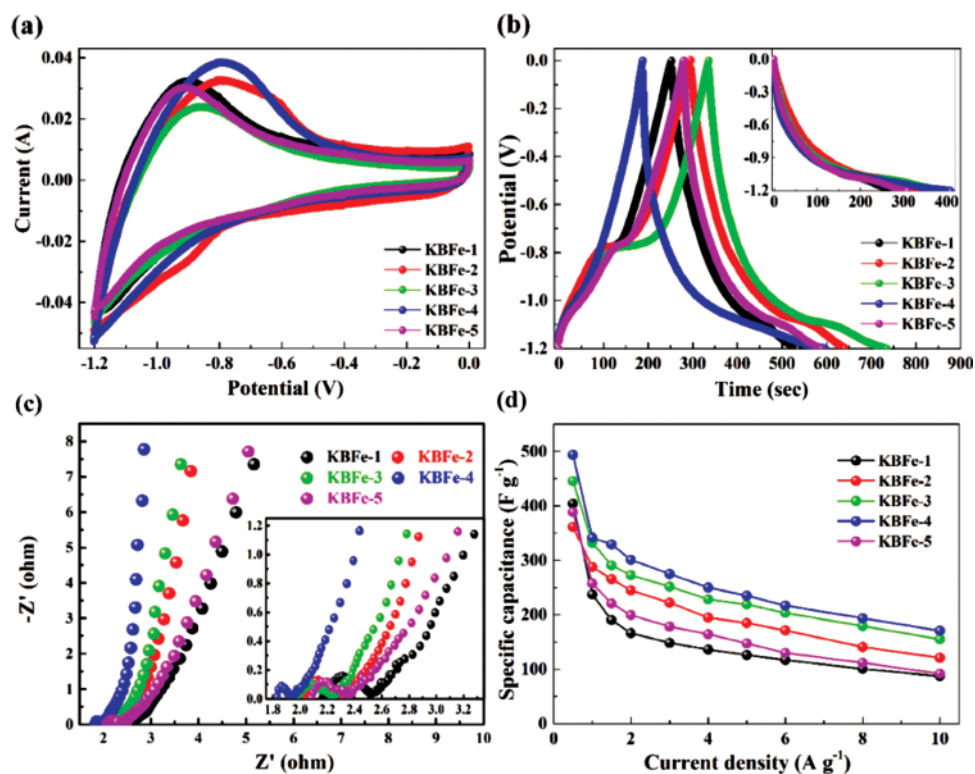 (a)
0.04
0.02
0.00
-0.02
-0.04
Current (A)
KBFe-1
KBFe-2
KBFe-3
KBFe-4
KBFe-5
-1.2 -1.0 -0.8 -0.6 -0.4 -0.2 0.0
Potential (V)
(b)
0.0
-0.2
-0.4
-0.6
-0.8
-1.0
-1.2
Potential (V)
0.0
-0.3
-0.6
-0.9
-1.2
0 100 200 300 400
KBFe-1
KBFe-2
KBFe-3
KBFe-4
KBFe-5
0 100 200 300 400 500 600 700 800 900
Time (sec)
(c)
8
7
6
5
4
3
2
1
0
-Z' (ohm)
KBFe-1 KBFe-2
KBFe-3 KBFe-4
KBFe-5
1.2
1.0
0.8
0.6
0.4
0.2
0.0
1.8 2.0 2.2 2.4 2.6 2.8 3.0 3.2
2 3 4 5 6 7 8 9 10
Z' (ohm)
(d)
500
400
300
200
100
0
Specific capacitance (F g⁻¹)
KBFe-1
KBFe-2
KBFe-3
KBFe-4
KBFe-5
0 2 4 6 8 10
Current density (A g⁻¹)